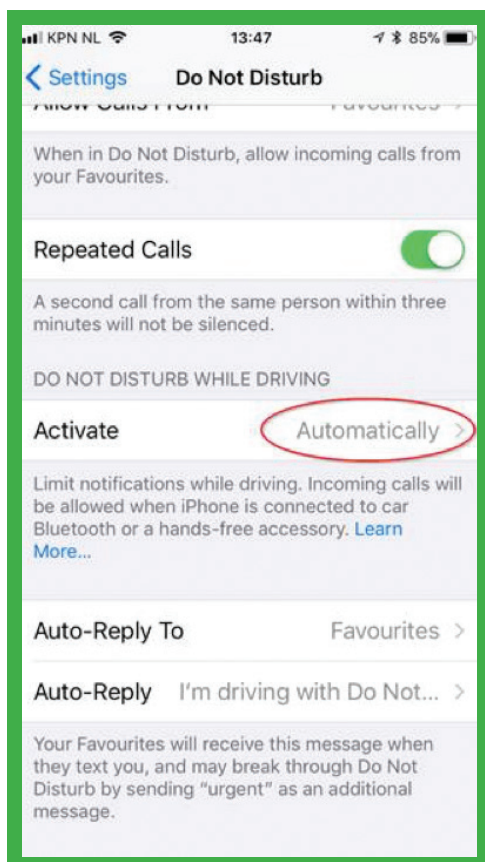 KPN NL 13:47 85%
Settings Do Not Disturb
Allow Calls From Favourites
When in Do Not Disturb, allow incoming calls from
your Favourites.
Repeated Calls
A second call from the same person within three
minutes will not be silenced.
DO NOT DISTURB WHILE DRIVING
Activate Automatically
Limit notifications while driving. Incoming calls will
be allowed when iPhone is connected to car
Bluetooth or a hands-free accessory. Learn
More...
Auto-Reply To Favourites
Auto-Reply I'm driving with Do Not...
Your Favourites will receive this message when
they text you, and may break through Do Not
Disturb by sending “urgent” as an additional
message.